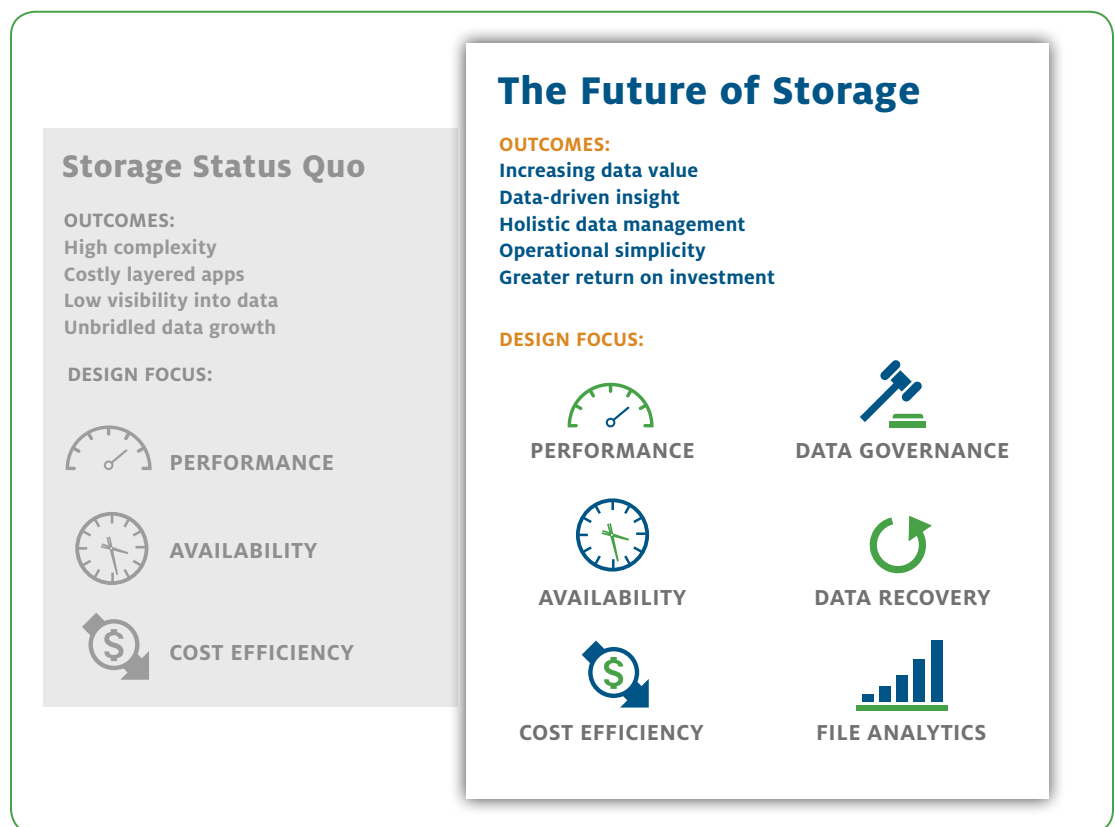 Storage Status Quo
OUTCOMES:
High complexity
Costly layered apps
Low visibility into data
Unbridled data growth
DESIGN FOCUS:
PERFORMANCE
AVAILABILITY
$
COST EFFICIENCY
The Future of Storage
OUTCOMES:
Increasing data value
Data-driven insight
Holistic data management
Operational simplicity
Greater return on investment
DESIGN FOCUS:
PERFORMANCE
DATA GOVERNANCE
AVAILABILITY
DATA RECOVERY
$
COST EFFICIENCY
FILE ANALYTICS